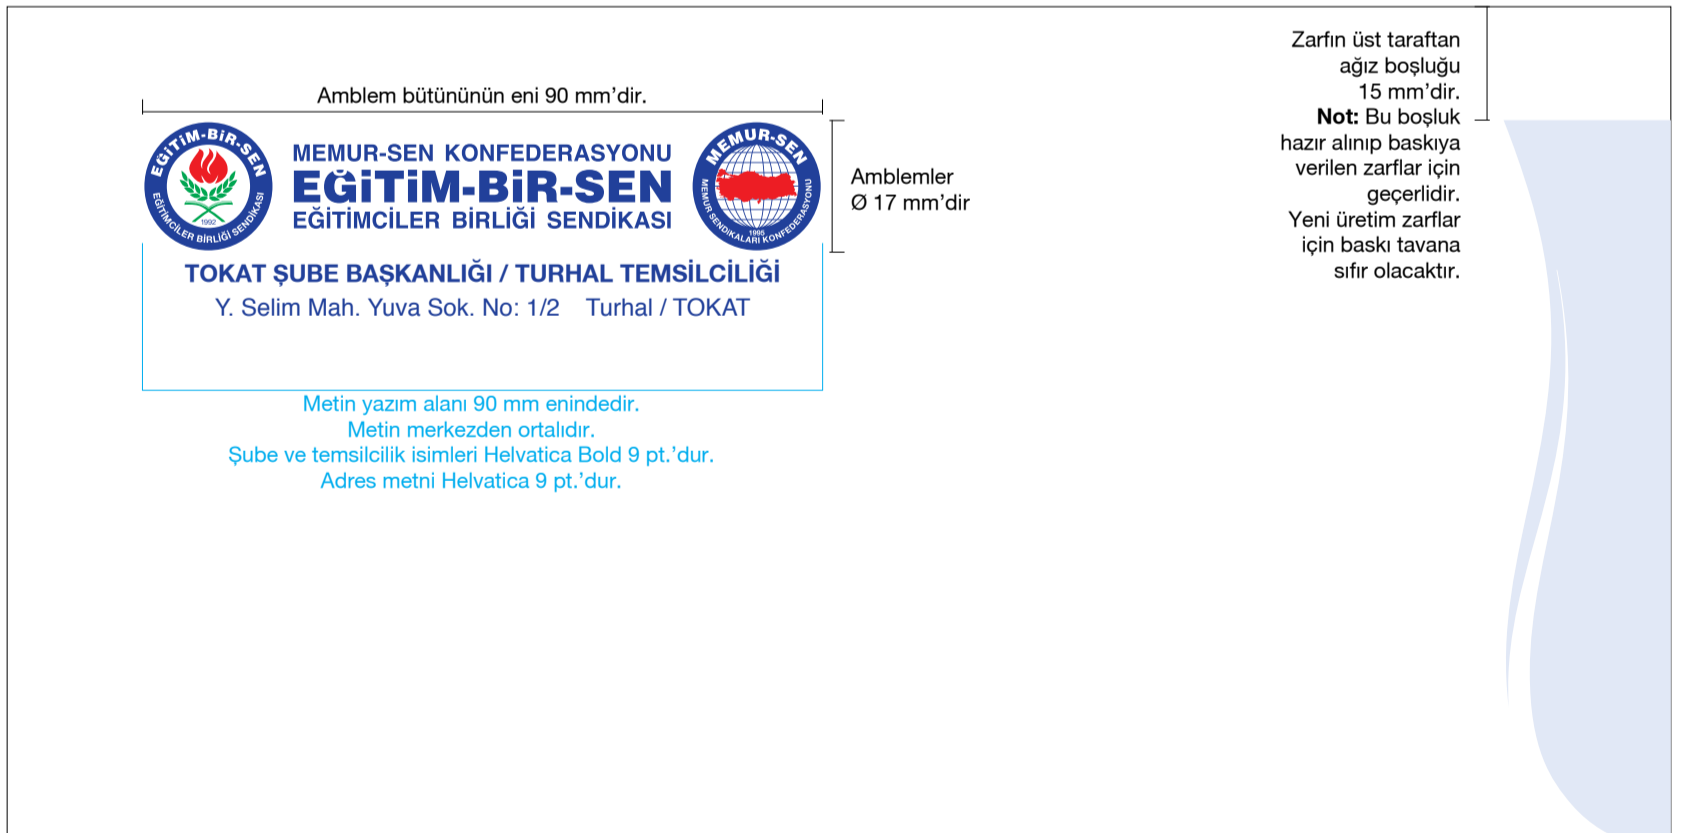 Amblem bütününün eni 90 mm’dir.
EĞİTİM-BİR-SEN
1992
EĞİTİMCİLER BİRLİĞİ SENDİKASI
MEMUR-SEN KONFEDERASYONU
EĞİTİM-BİR-SEN
EĞİTİMCİLER BİRLİĞİ SENDİKASI
MEMUR-SEN
1995
MEMUR SENDİKALARI KONFEDERASYONU
Amblemler
Ø 17 mm’dir
TOKAT ŞUBE BAŞKANLIĞI / TURHAL TEMSİLCİLİĞİ
Y. Selim Mah. Yuva Sok. No: 1/2 Turhal / TOKAT
Metin yazım alanı 90 mm enindedir.
Metin merkezden ortalıdır.
Şube ve temsilcilik isimleri Helvatica Bold 9 pt.’dur.
Adres metni Helvatica 9 pt.’dur.
Zarfın üst taraftan
ağız boşluğu
15 mm’dir.
Not: Bu boşluk
hazır alınıp baskıya
verilen zarflar için
geçerlidir.
Yeni üretim zarflar
için baskı tavana
sıfır olacaktır.